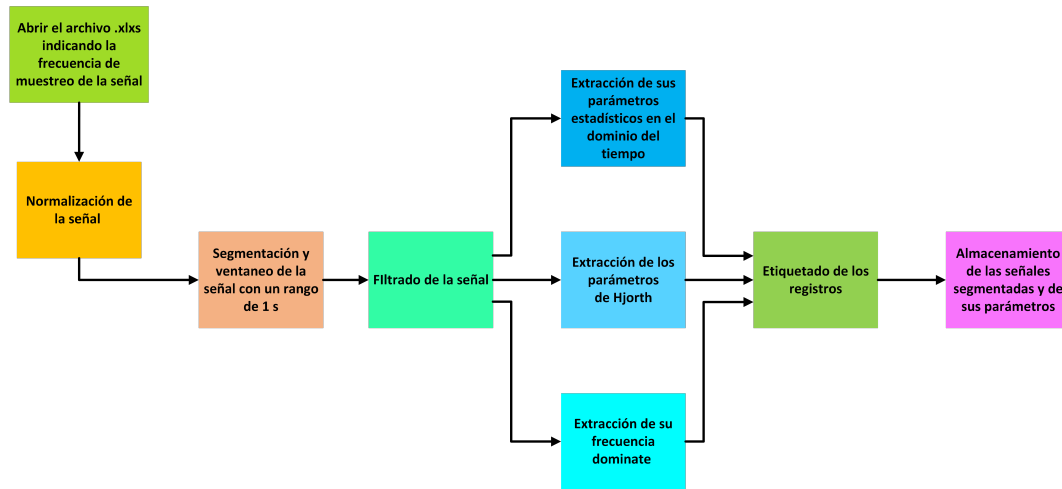 Abrir el archivo .xlxs
indicando la
frecuencia de
muestreo de la señal
Normalización de
la señal
Segmentación y
ventaneo de la
señal con un rango
de 1 s
FIltrado de la señal
Extracción de sus
parámetros
estadísticos en el
dominio del
tiempo
Extracción de los
parámetros
de Hjorth
Extracción de su
frecuencia
dominate
Etiquetado de los
registros
Almacenamiento
de las señales
segmentadas y de
sus parámetros